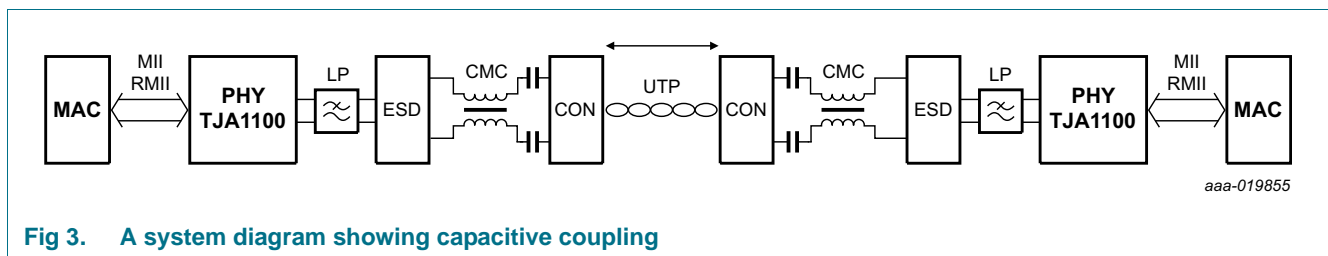 MII
RMII
MAC
PHY
TJA1100
LP
ESD
CMC
CON
UTP
CON
CMC
ESD
LP
PHY
TJA1100
MII
RMII
MAC
aaa-019855
Fig 3. A system diagram showing capacitive coupling